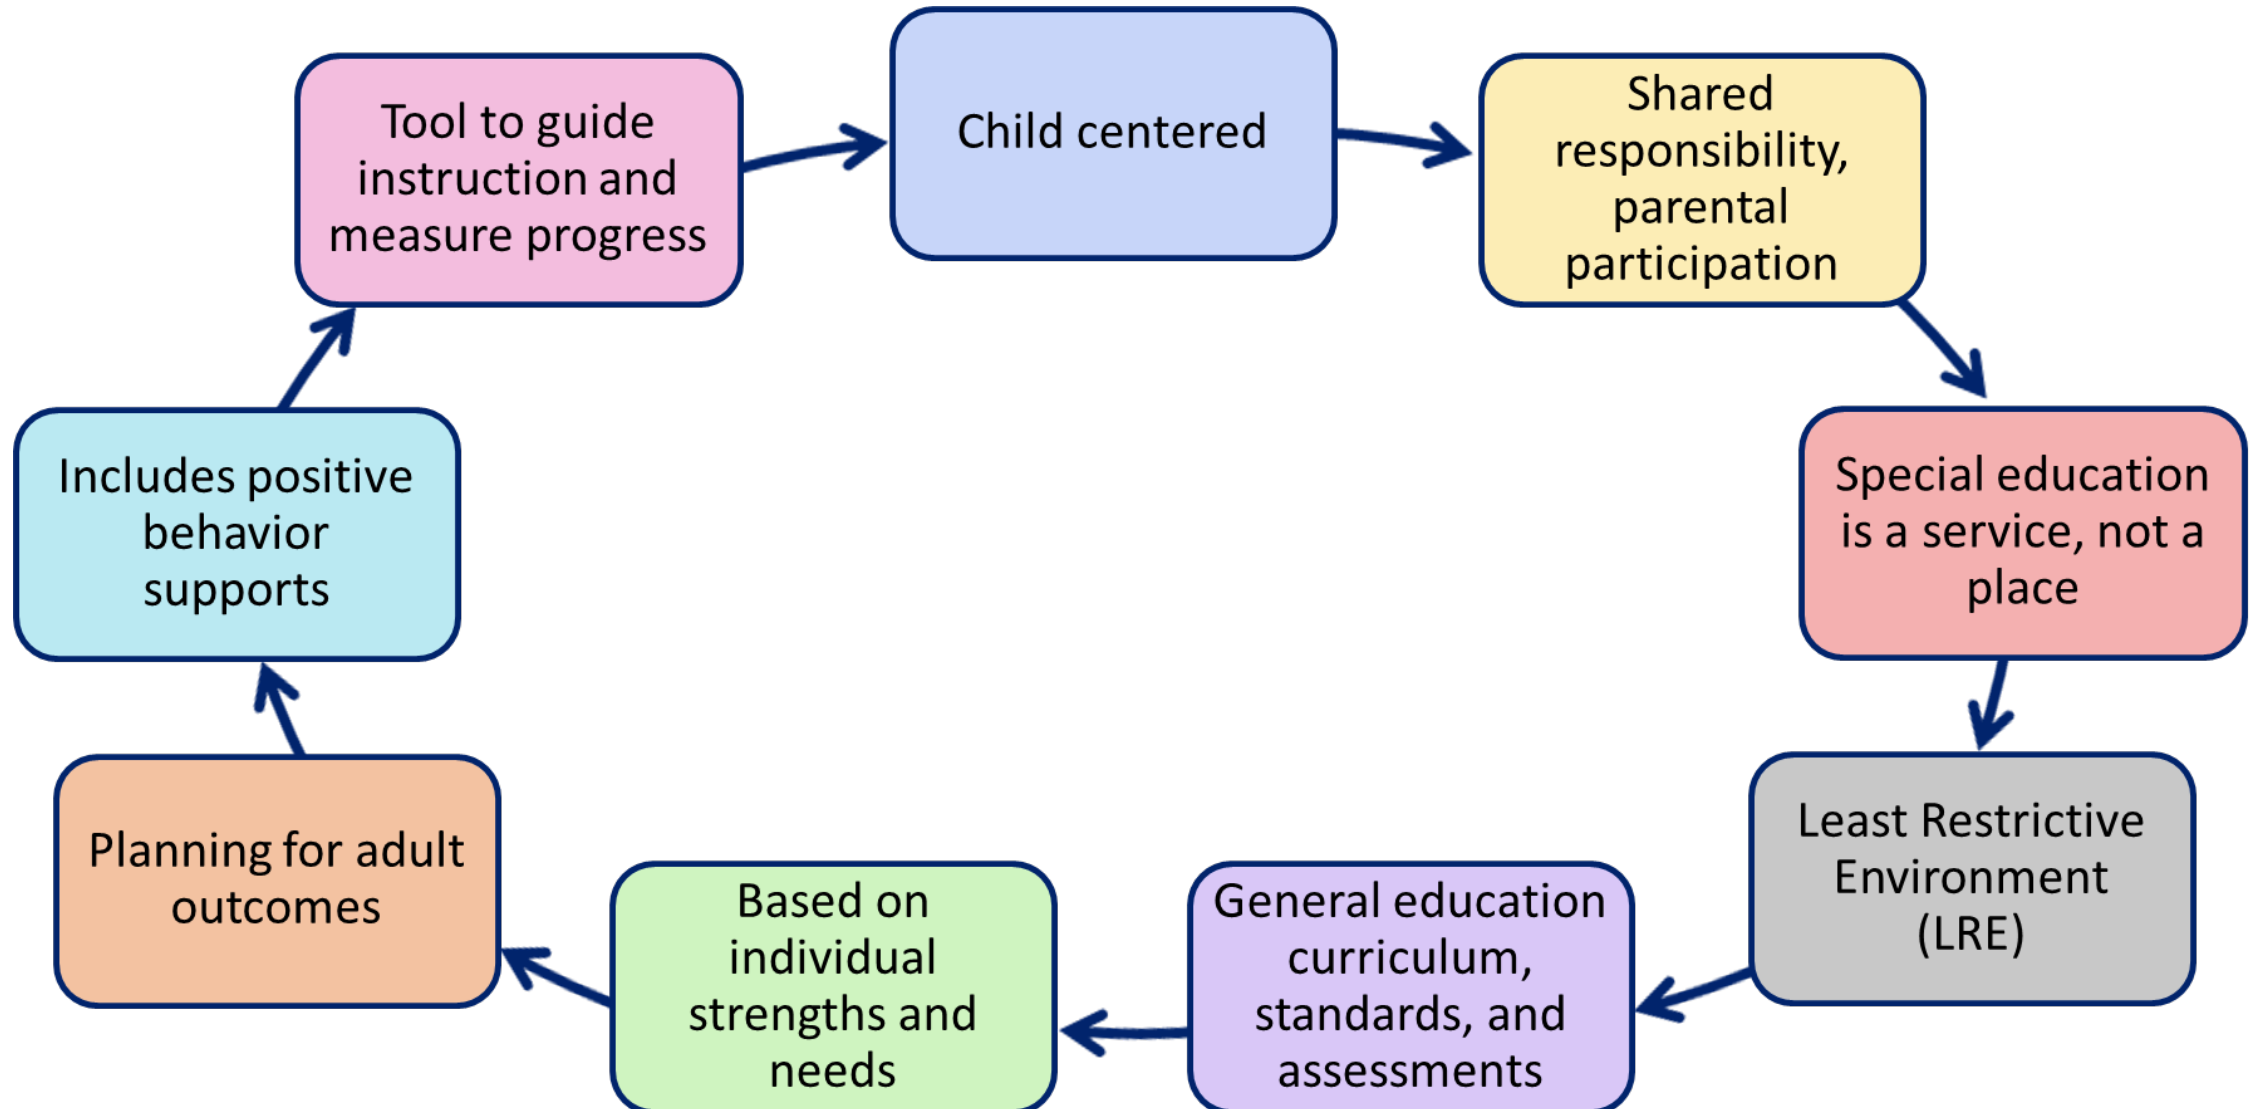 Child centered
Shared
responsibility,
parental
participation
Special education
is a service, not a
place
Least Restrictive
Environment
(LRE)
General education
curriculum,
standards, and
assessments
Based on
individual
strengths and
needs
Planning for adult
outcomes
Includes positive
behavior
supports
Tool to guide
instruction and
measure progress